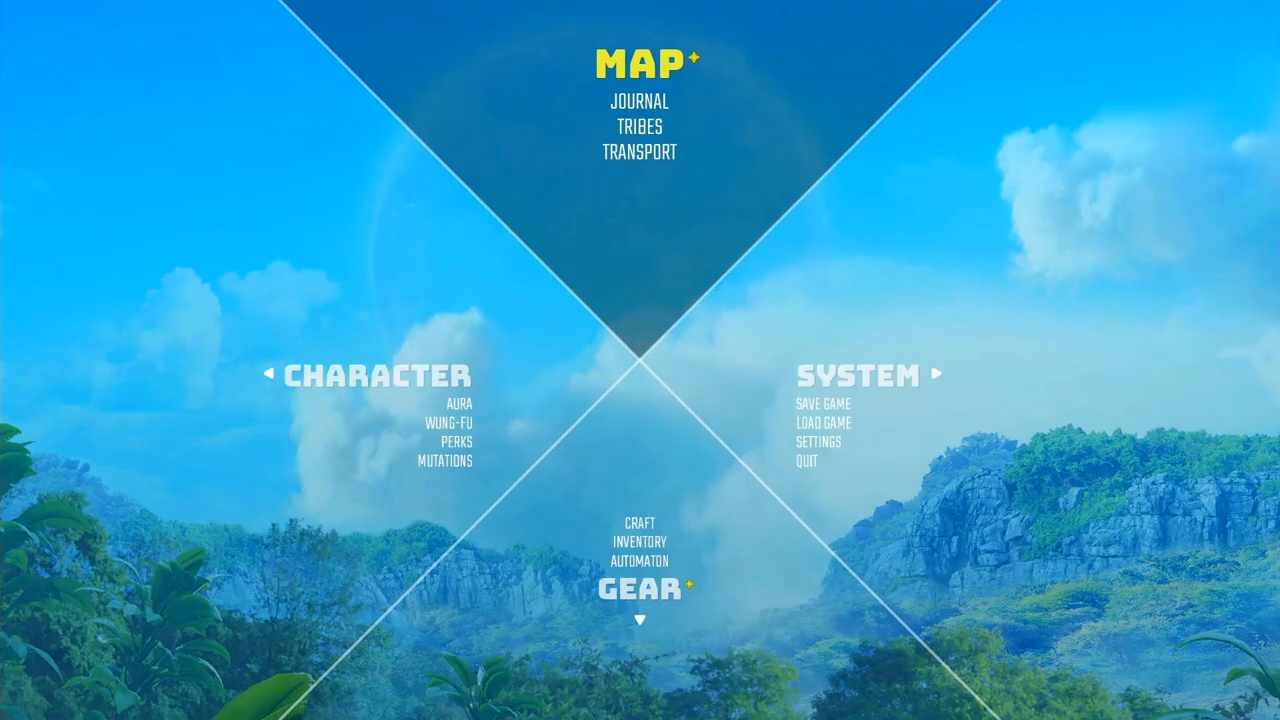 MAP
JOURNAL
TRIBES
TRANSPORT
CHARACTER
AURA
WUNG-FU
PERKS
MUTATIONS
SYSTEM
SAVE GAME
LOAD GAME
SETTINGS
QUIT
CRAFT
INVENTORY
AUTOMATON
GEAR